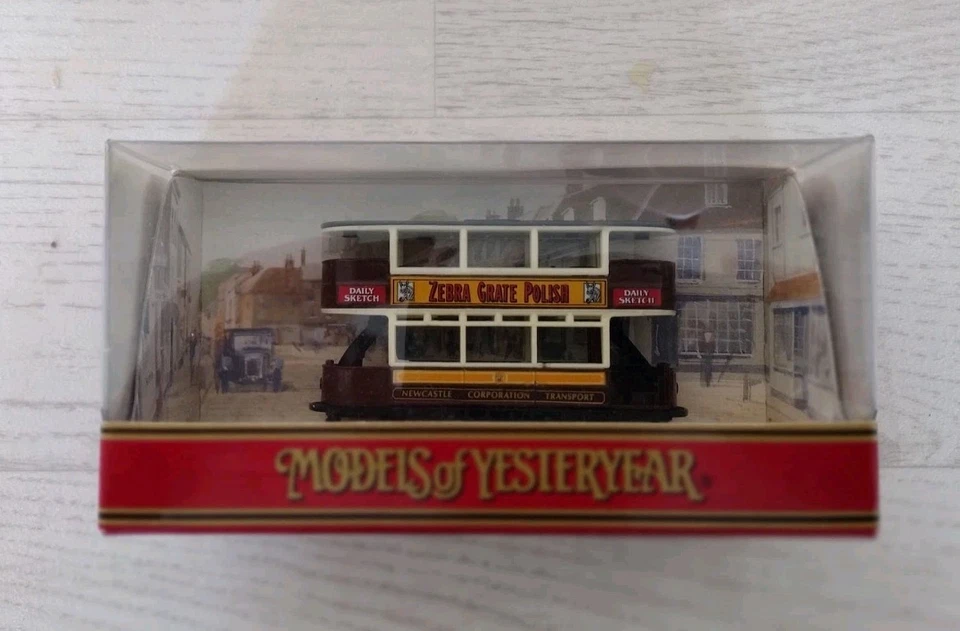 DAILY
SKETCH
ZEBRA GRATE POLISH
DAILY
SKETCH
NEWCASTLE CORPORATION TRANSPORT
MODELS of YESTERYEAR